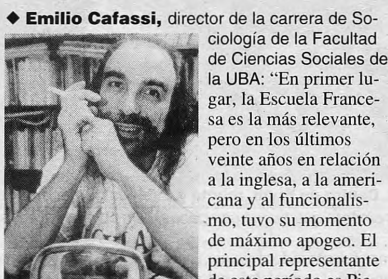 ◆ Emilio Cafassi, director de la carrera de So-
ciología de la Facultad
de Ciencias Sociales de
la UBA: “En primer lu-
gar, la Escuela France-
sa es la más relevante,
pero en los últimos
veinte años en relación
a la inglesa, a la ameri-
cana y al funcionalis-
mo, tuvo su momento
de máximo apogeo. El
principal representante